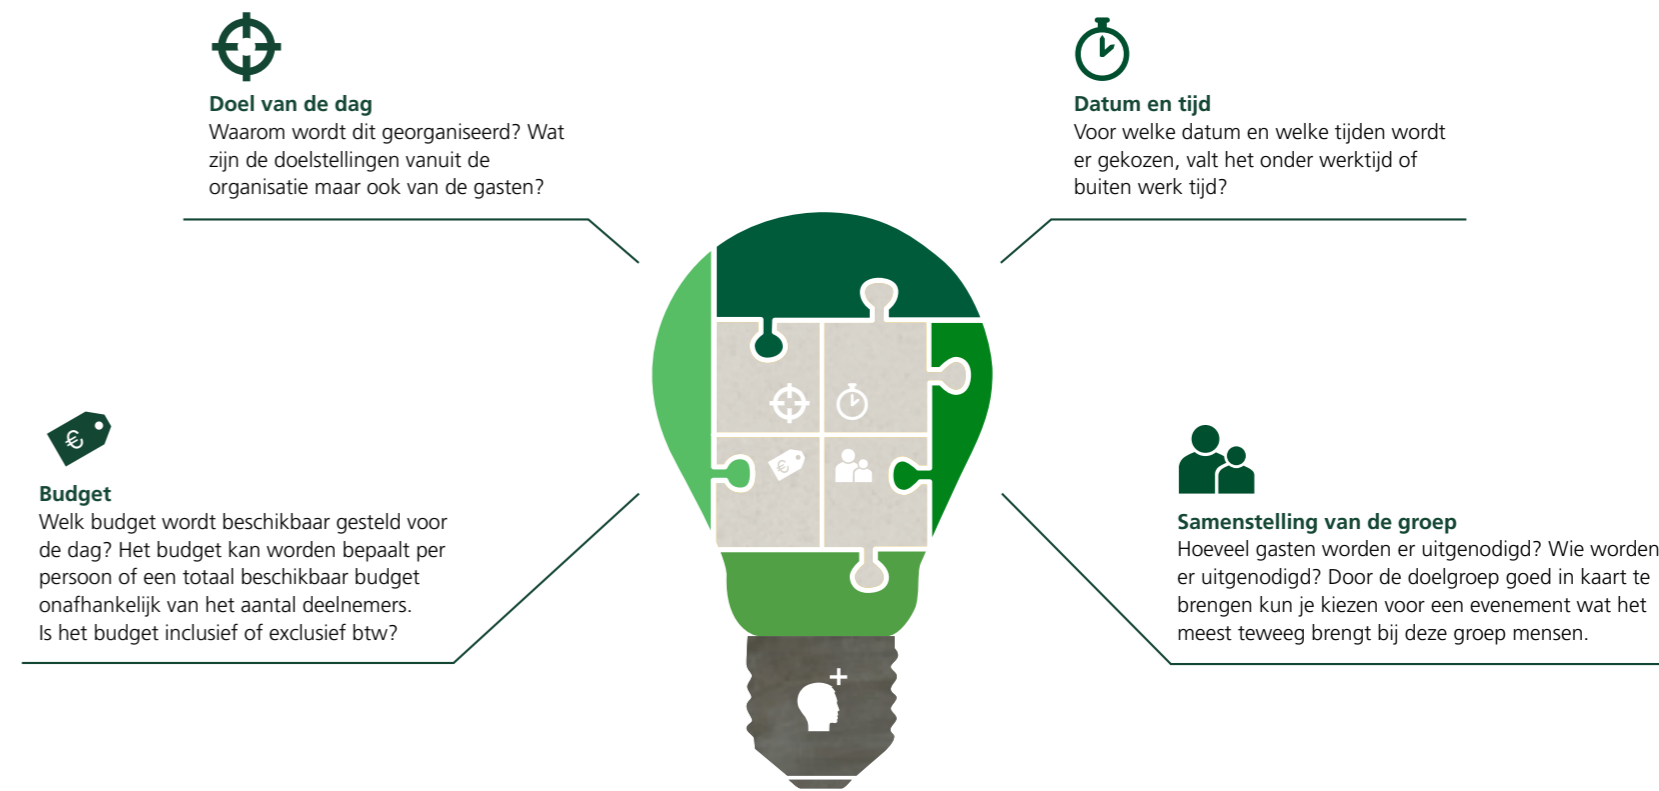 Doel van de dag
Waarom wordt dit georganiseerd? Wat
zijn de doelstellingen vanuit de
organisatie maar ook van de gasten?
Datum en tijd
Voor welke datum en welke tijden wordt
er gekozen, valt het onder werktijd of
buiten werk tijd?
€
Budget
Welk budget wordt beschikbaar gesteld voor
de dag? Het budget kan worden bepaalt per
persoon of een totaal beschikbaar budget
onafhankelijk van het aantal deelnemers.
Is het budget inclusief of exclusief btw?
€
Samenstelling van de groep
Hoeveel gasten worden er uitgenodigd? Wie worden
er uitgenodigd? Door de doelgroep goed in kaart te
brengen kun je kiezen voor een evenement wat het
meest teweeg brengt bij deze groep mensen.
+